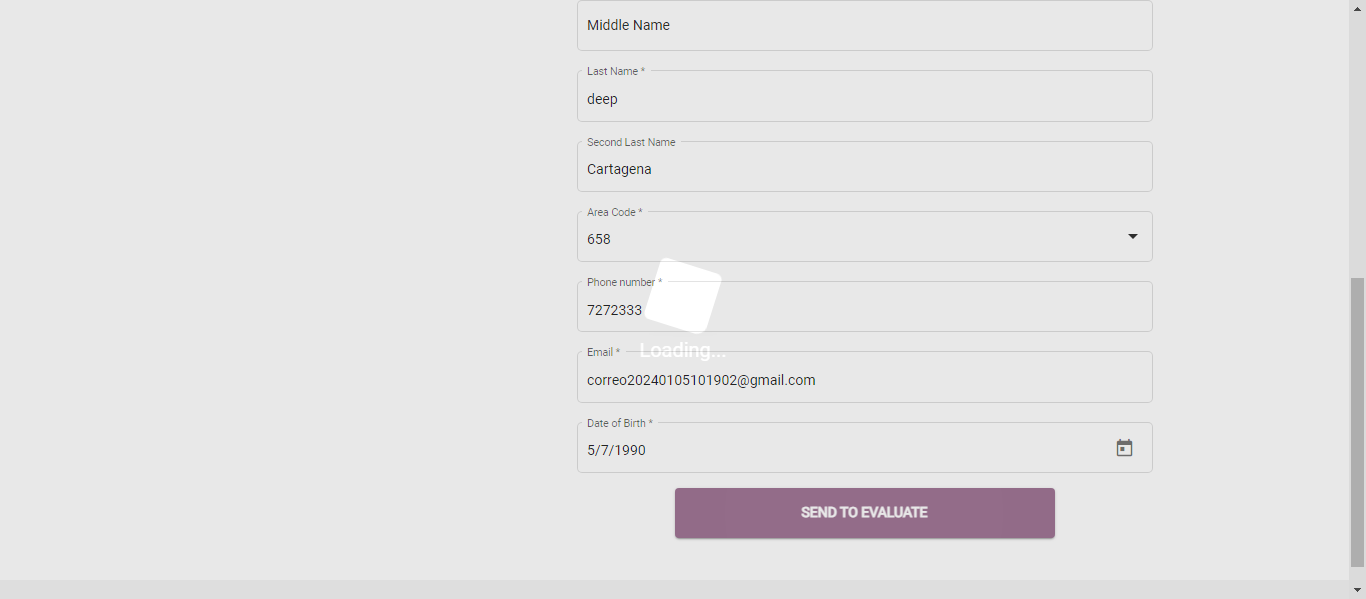 Middle Name
Last Name *
deep
Second Last Name
Cartagena
Area Code *
658
Phone number *
7272333
Loading...
Email *
correo20240105101902@gmail.com
Date of Birth *
5/7/1990
SEND TO EVALUATE